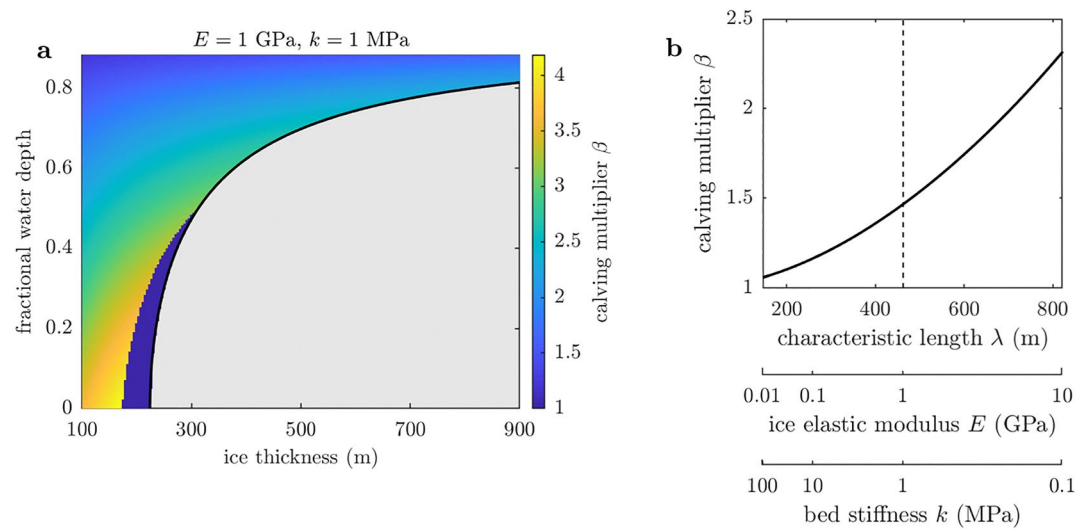 a
E = 1 GPa, k = 1 MPa
fractional water depth
0.8
0.6
0.4
0.2
0
100 300 500 700 900
ice thickness (m)
4
3.5
3
2.5
2
1.5
1
calving multiplier β
b
calving multiplier β
2.5
2
1.5
1
200 400 600 800
characteristic length λ (m)
0.01 0.1 1 10
ice elastic modulus E (GPa)
100 10 1 0.1
bed stiffness k (MPa)